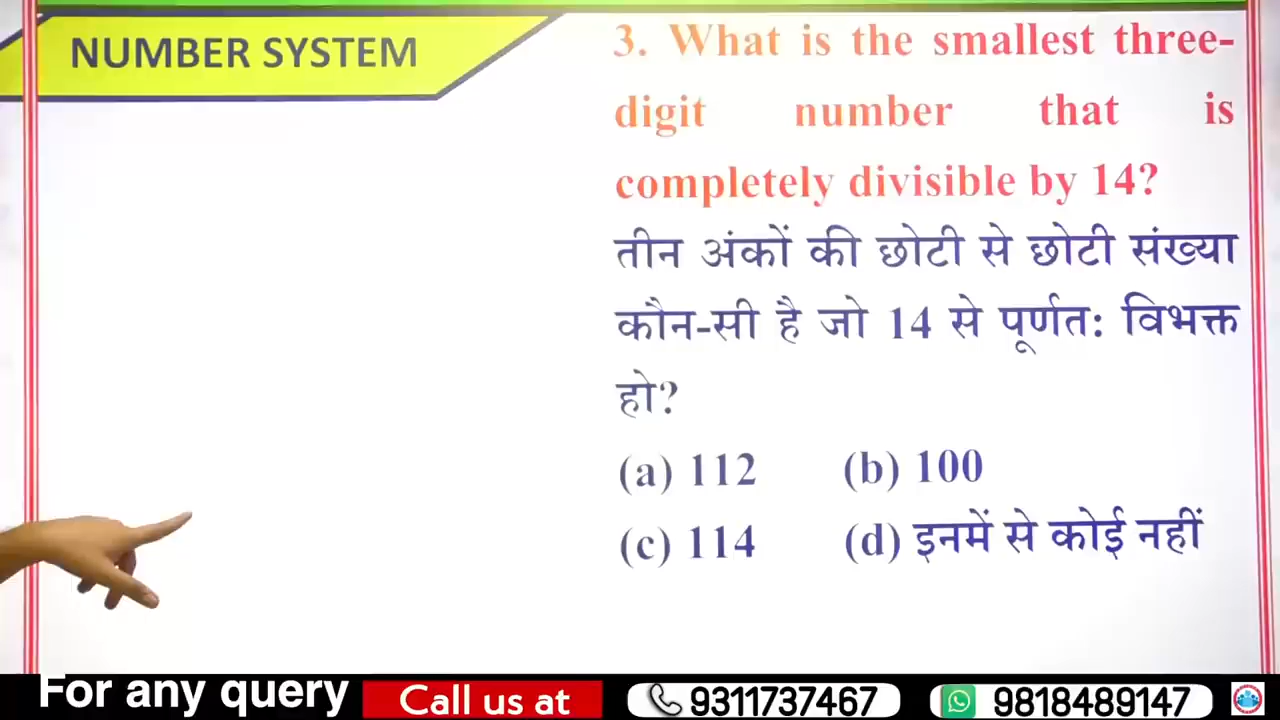 NUMBER SYSTEM
3. What is the smallest three-
digit number that is
completely divisible by 14?
तीन अंकों की छोटी से छोटी संख्या
कौन-सी है जो 14 से पूर्णत: विभक्त
हो?
(a) 112 (b) 100
(c) 114 (d) इनमें से कोई नहीं
For any query Call us at 9311737467 9818489147